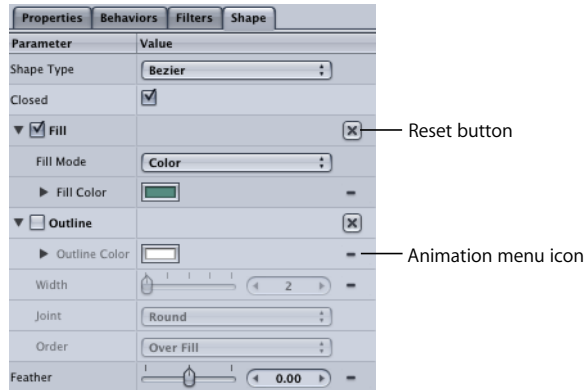 Properties Behaviors Filters Shape
Parameter Value
Shape Type Bezier
Closed
Fill
Reset button
Fill Mode Color
Fill Color
Outline
Outline Color
Animation menu icon
Width 2
Joint Round
Order Over Fill
Feather 0.00